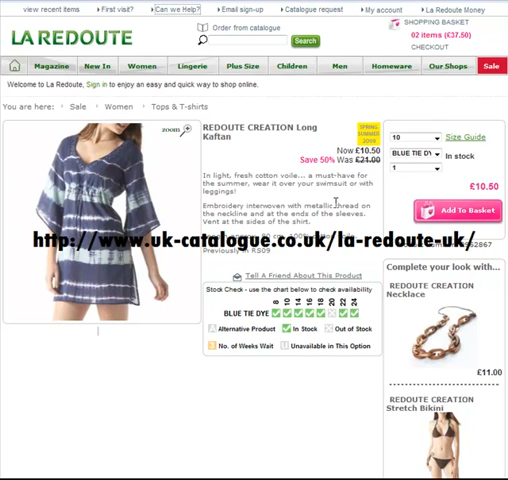 view recent items
First visit?
Can we Help?
Email sign-up
Catalogue request
My account
La Redoute Money
LA REDOUTE
Order from catalogue
Search
SHOPPING BASKET
02 items (£37.50)
CHECKOUT
Magazine
New In
Women
Lingerie
Plus Size
Children
Men
Homeware
Our Shops
Sale
Welcome to La Redoute, Sign in to enjoy an easy and quick way to shop online.
You are here: Sale Women Tops & T-shirts
zoom
REDOUTE CREATION Long
Kaftan
SPRING
SUMMER
2009
Now £10.50
Save 50% Was £21.00
In light, fresh cotton voile... a must-have for
the summer, wear it over your swimsuit or with
leggings!
Embroidery interwoven with metallic thread on
the neckline and at the ends of the sleeves.
Vent at the sides of the shirt.
http://www.uk-catalogue.co.uk/la-redoute-uk/
Previously in RS09
Tell A Friend About This Product
Stock Check - use the chart below to check availability
8 10 14 16 18 20 22 24
BLUE TIE DYE
Alternative Product
In Stock
Out of Stock
No. of Weeks Wait
Unavailable in This Option
10
Size Guide
BLUE TIE DY
In stock
1
£10.50
Add To Basket
Complete your look with...
REDOUTE CREATION
Necklace
£11.00
REDOUTE CREATION
Stretch Bikini